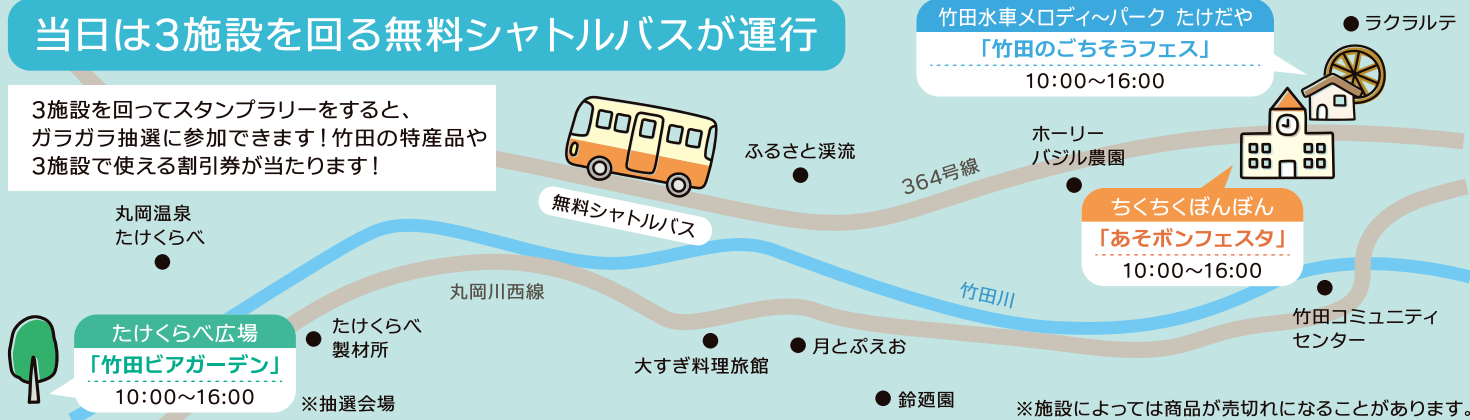 当日は3施設を回る無料シャトルバスが運行
3施設を回ってスタンプラリーをすると、
ガラガラ抽選に参加できます!竹田の特産品や
3施設で使える割引券が当たります!
竹田水車メロディ〜パーク たけだや
「竹田のごちそうフェス」
10:00〜16:00
ラクラルテ
ふるさと渓流
364号線
ホーリー
バジル農園
無料シャトルバス
ちくちくぼんぼん
「あそボンフェスタ」
10:00〜16:00
丸岡温泉
たけくらべ
丸岡川西線
竹田川
竹田コミュニティ
センター
たけくらべ広場
「竹田ビアガーデン」
10:00〜16:00
たけくらべ
製材所
※抽選会場
大すぎ料理旅館
月とぷえお
鈴廼園
※施設によっては商品が売切れになることがあります。